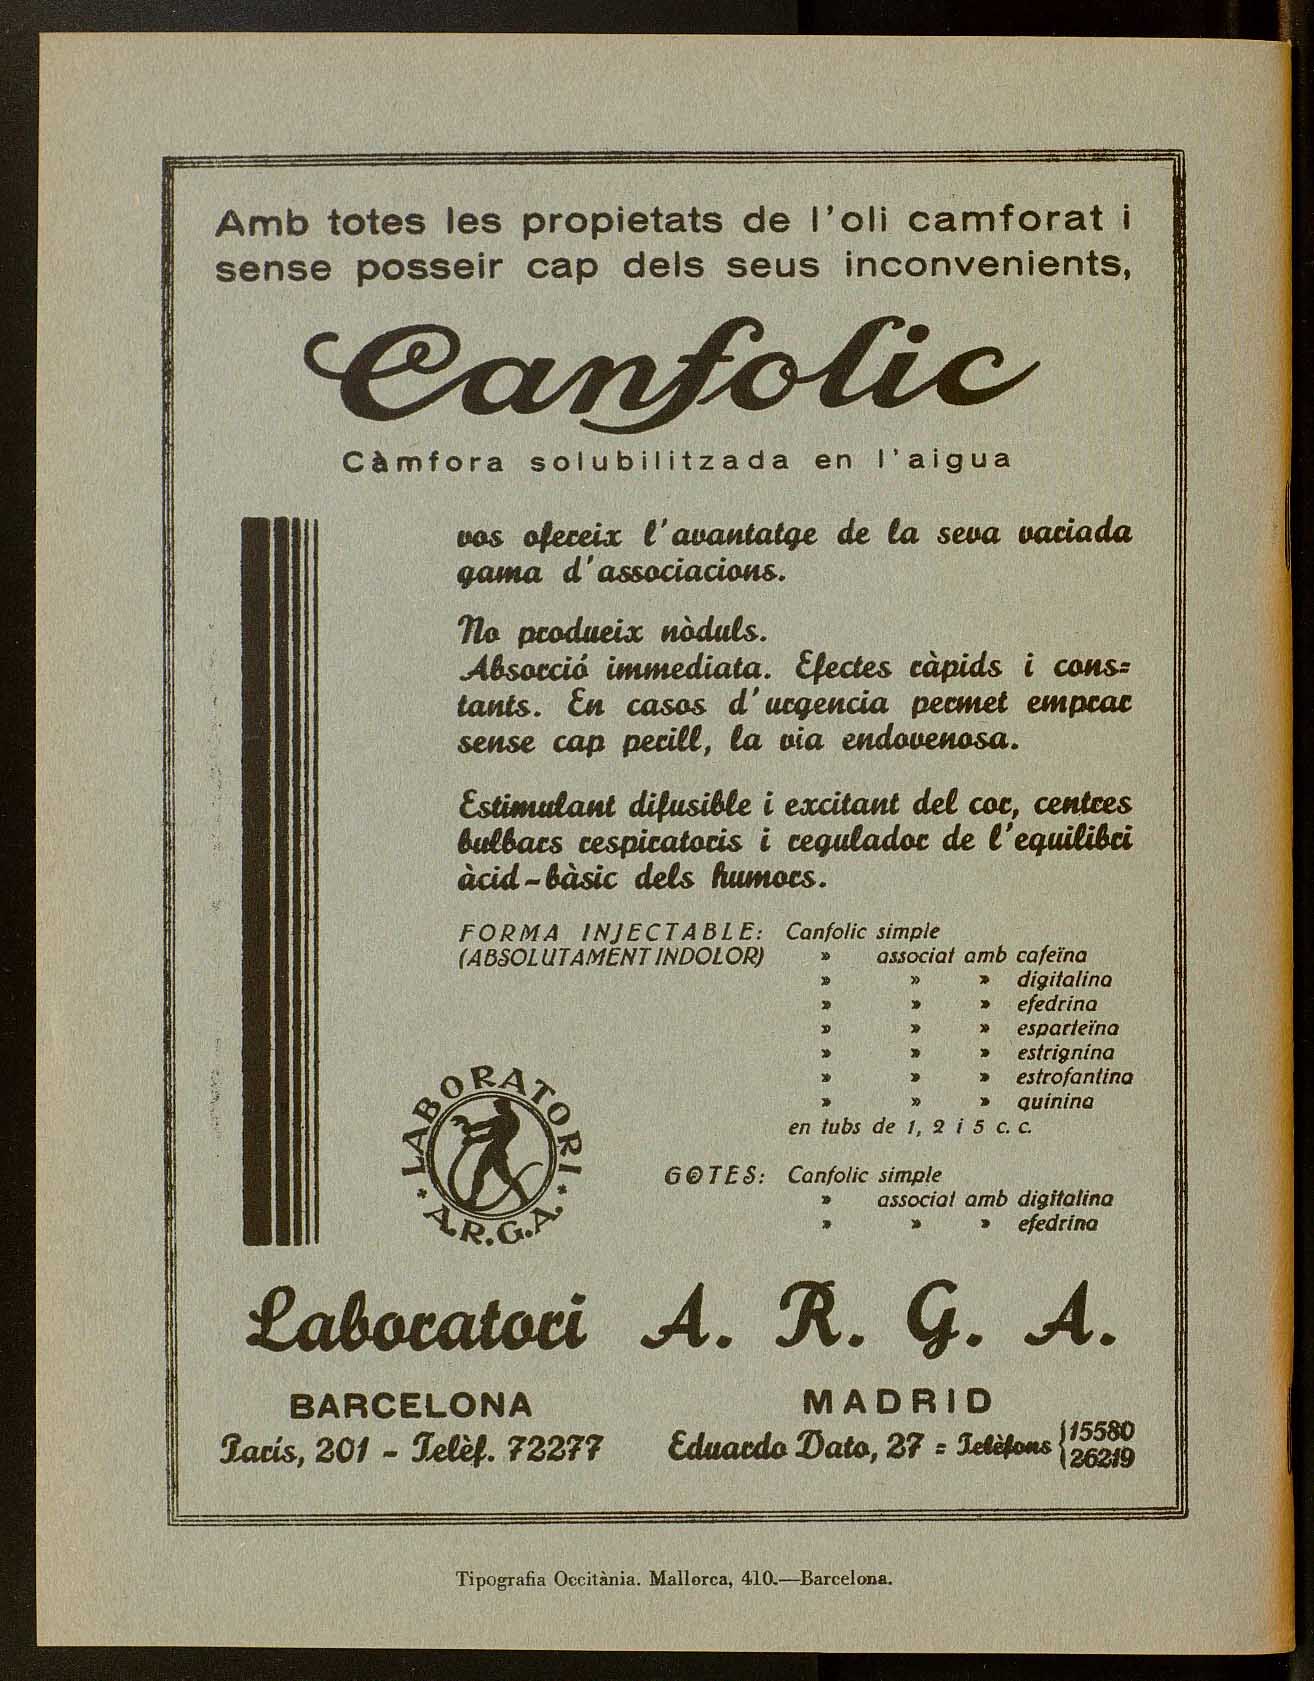 Amb totes les propietats de l'oli camforat i
sense posseir cap dels seus inconvenients,
Canfolic
Càmfora solubilitzada en l'aigua
vos ofereix l'avantatge de la seva variada
gama d'associacions.
No produeix nòduls.
Absorció immediata. Efectes ràpids i cons=
tants. En casos d'urgencia permet emprar
sense cap perill, la via endovenosa.
Estimulant difusible i excitant del cor, centres
bulbars respiratoris i regulador de l'equilibri
àcid-bàsic dels humors.
FORMA INJECTABLE: Canfolic simple
(ABSOLUTAMENT INDOLOR) » associat amb cafeïna
» » » digitalina
» » » efedrina
» » » esparteïna
» » » estrignina
» » » estrofantina
» » » quinina
en tubs de 1, 2 i 5 c. c.
GOTES: Canfolic simple
» associat amb digitalina
» » » efedrina
* LABORATORI *
A.R.G.A.
Laboratori A. R. G. A.
BARCELONA MADRID
París, 201 - Telèf. 72277 Eduardo Dato, 27 = Telèfons { 15580
26219
Tipografia Occitània. Mallorca, 410.—Barcelona.